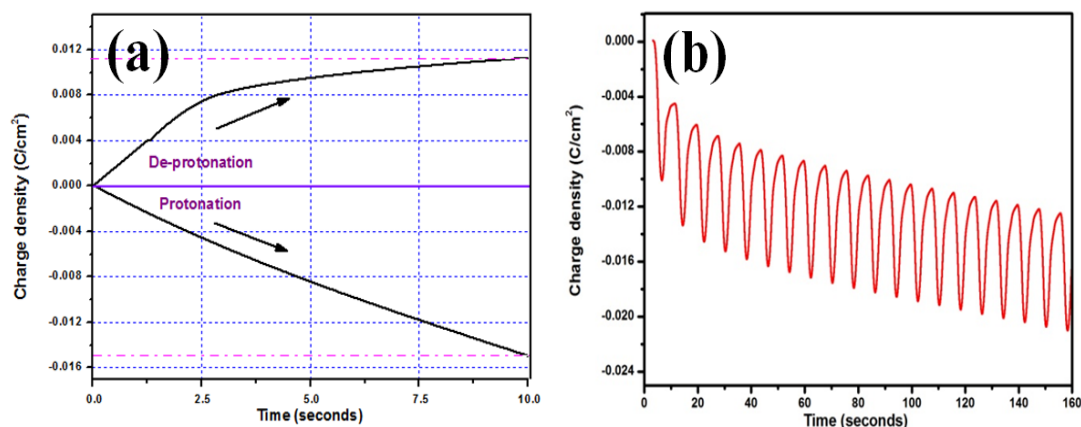 (a)
Charge density (C/cm²)
0.012
0.008
0.004
0.000
-0.004
-0.008
-0.012
-0.016
De-protonation
Protonation
0.0 2.5 5.0 7.5 10.0
Time (seconds)
(b)
Charge density (C/cm²)
0.000
-0.004
-0.008
-0.012
-0.016
-0.020
-0.024
0 20 40 60 80 100 120 140 160
Time (seconds)